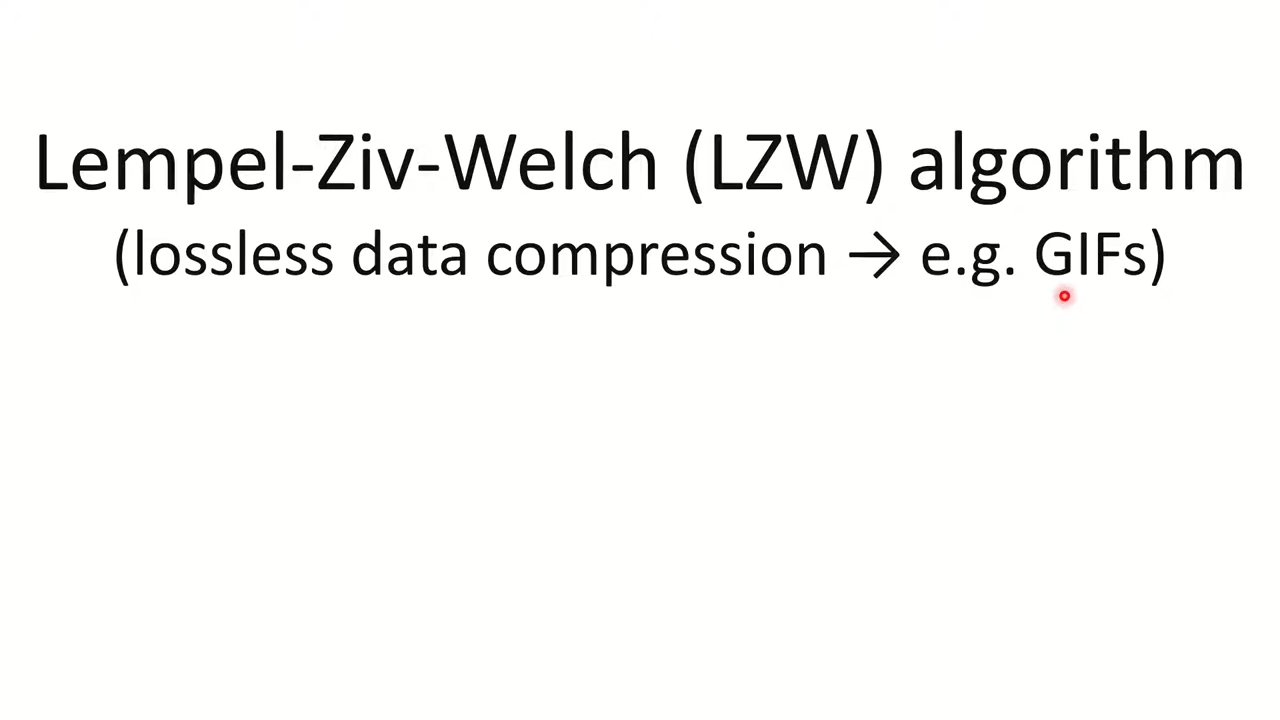 Lempel-Ziv-Welch (LZW) algorithm
(lossless data compression → e.g. GIFs)